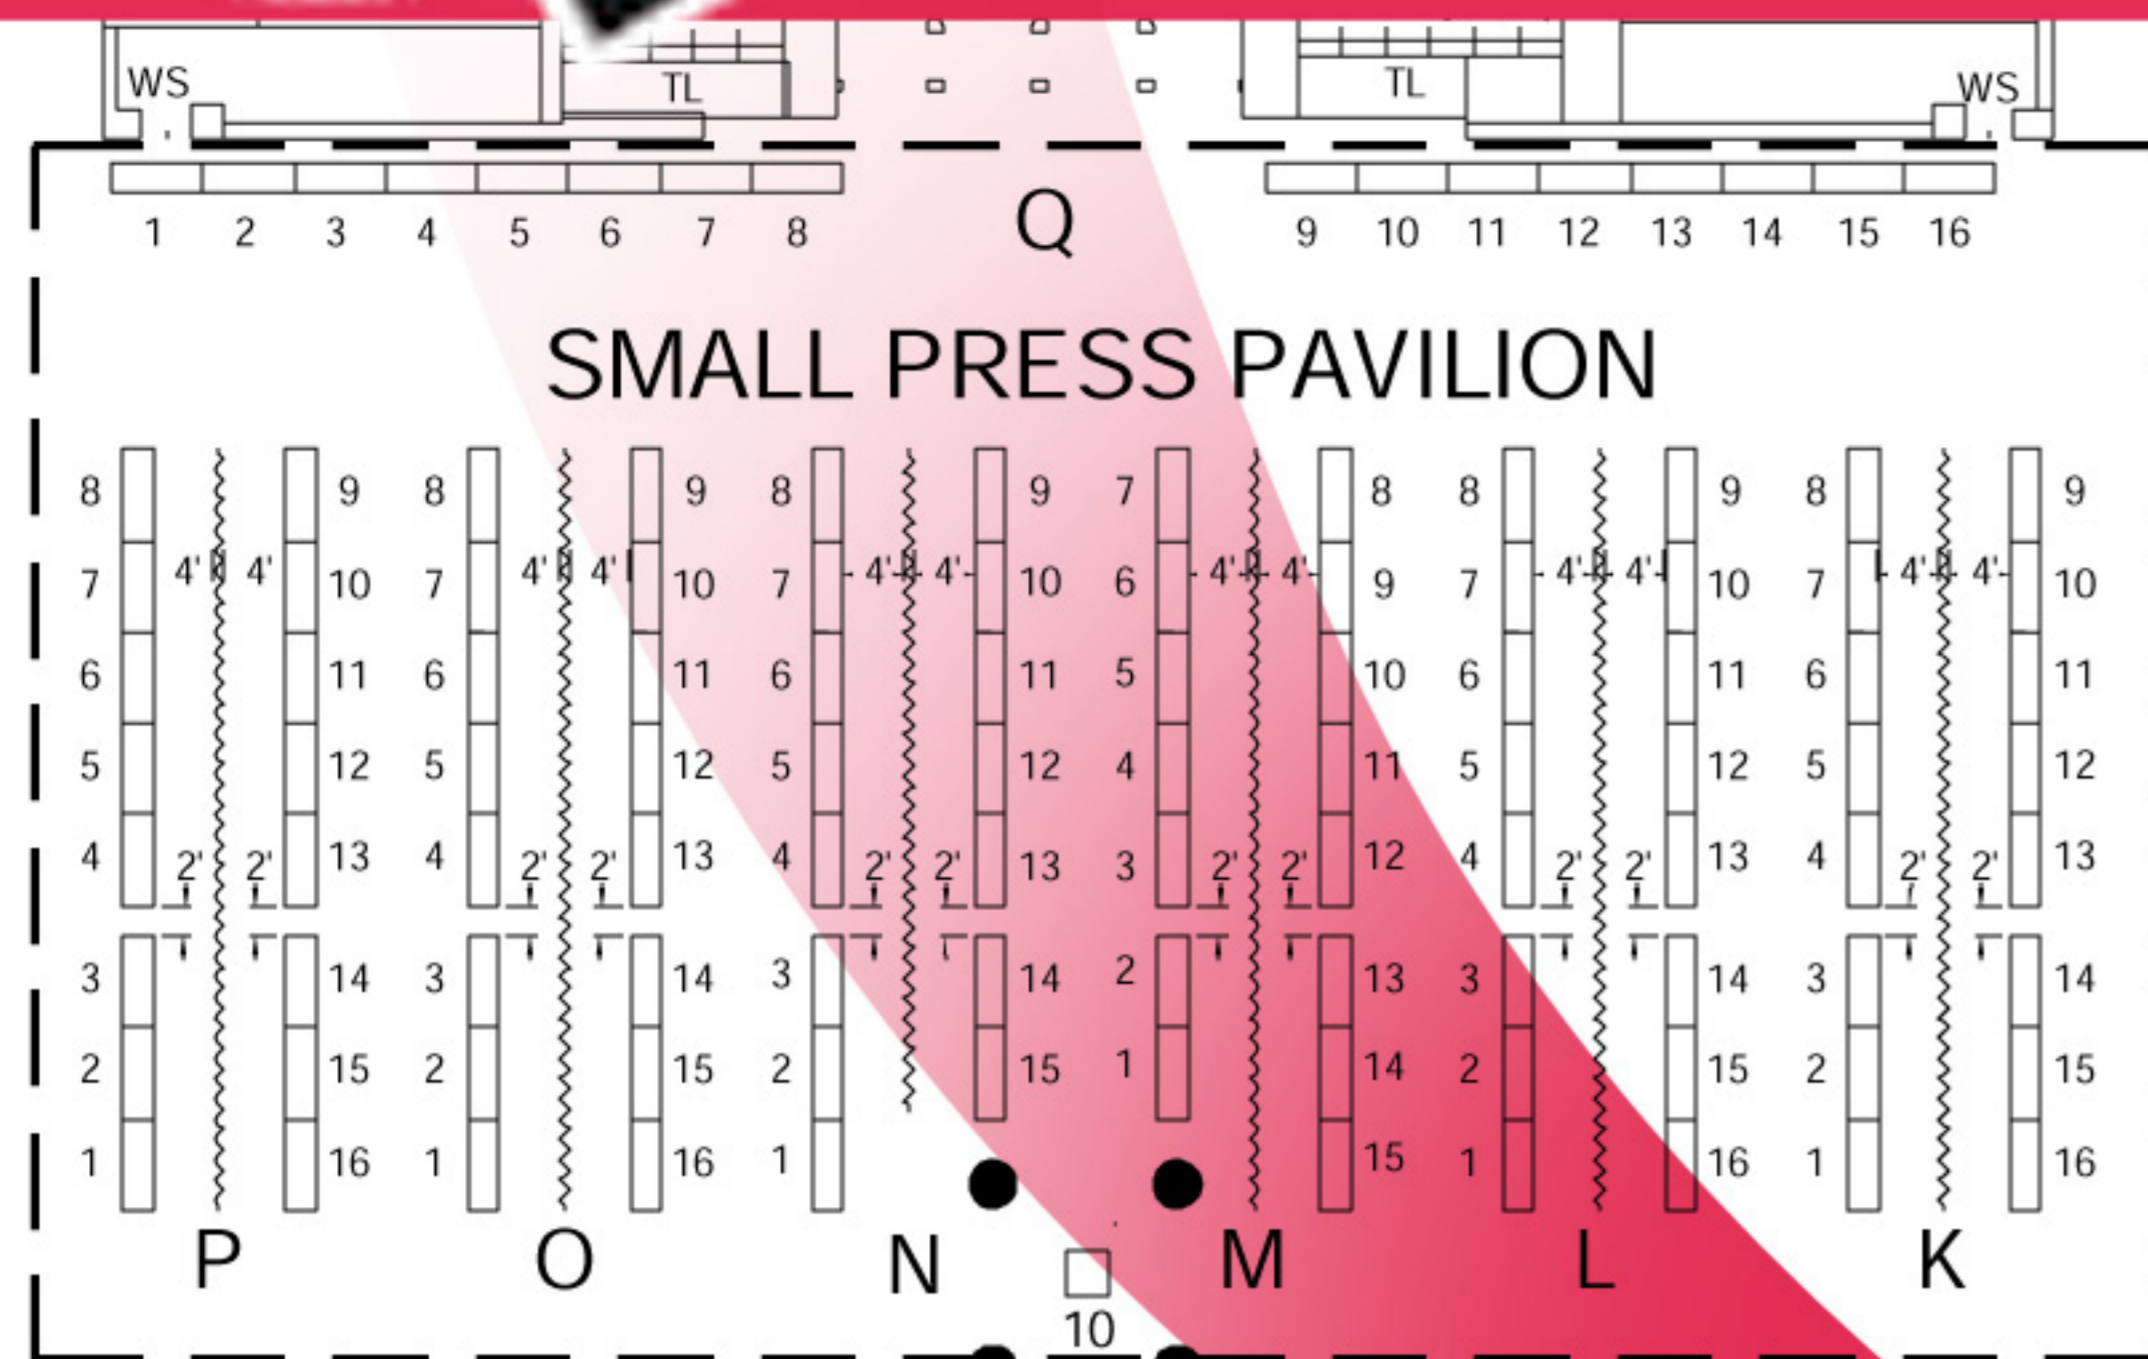 WS TL TL WS
1 2 3 4 5 6 7 8 Q 9 10 11 12 13 14 15 16
SMALL PRESS PAVILION
8 9 8 9 8 9 7 8 8 9 8 9
7 4' 4' 10 7 4' 4' 10 7 4' 4' 10 6 4' 4' 9 7 4' 4' 10 7 4' 4' 10
6 11 6 11 6 11 5 10 6 11 6 11
5 12 5 12 5 12 4 11 5 12 5 12
4 2' 2' 13 4 2' 2' 13 4 2' 2' 13 3 2' 2' 12 4 2' 2' 13 4 2' 2' 13
3 14 3 14 3 14 2 13 3 14 3 14
2 15 2 15 2 15 1 14 2 15 2 15
1 16 1 16 1 15 1 16 1 16
P O N M L K
10